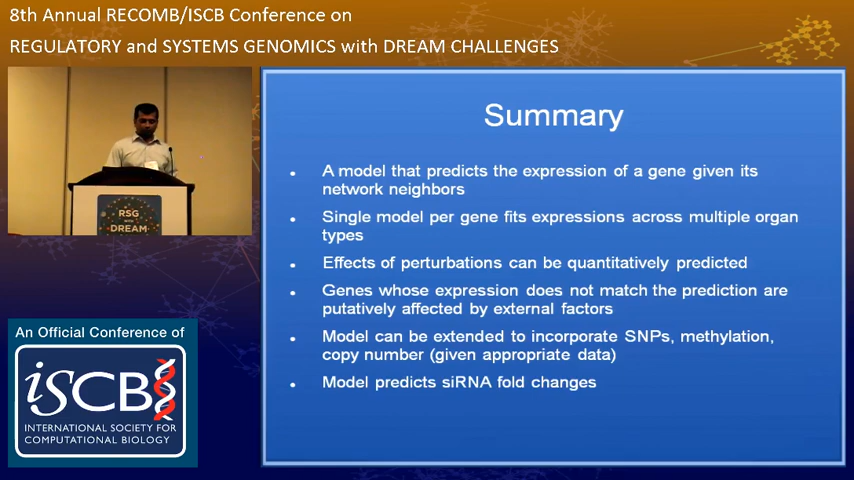 8th Annual RECOMB/ISCB Conference on
REGULATORY and SYSTEMS GENOMICS with DREAM CHALLENGES
RSG
with
DREAM
An Official Conference of
iSCB
INTERNATIONAL SOCIETY FOR
COMPUTATIONAL BIOLOGY
Summary
• A model that predicts the expression of a gene given its
network neighbors
• Single model per gene fits expressions across multiple organ
types
• Effects of perturbations can be quantitatively predicted
• Genes whose expression does not match the prediction are
putatively affected by external factors
• Model can be extended to incorporate SNPs, methylation,
copy number (given appropriate data)
• Model predicts siRNA fold changes